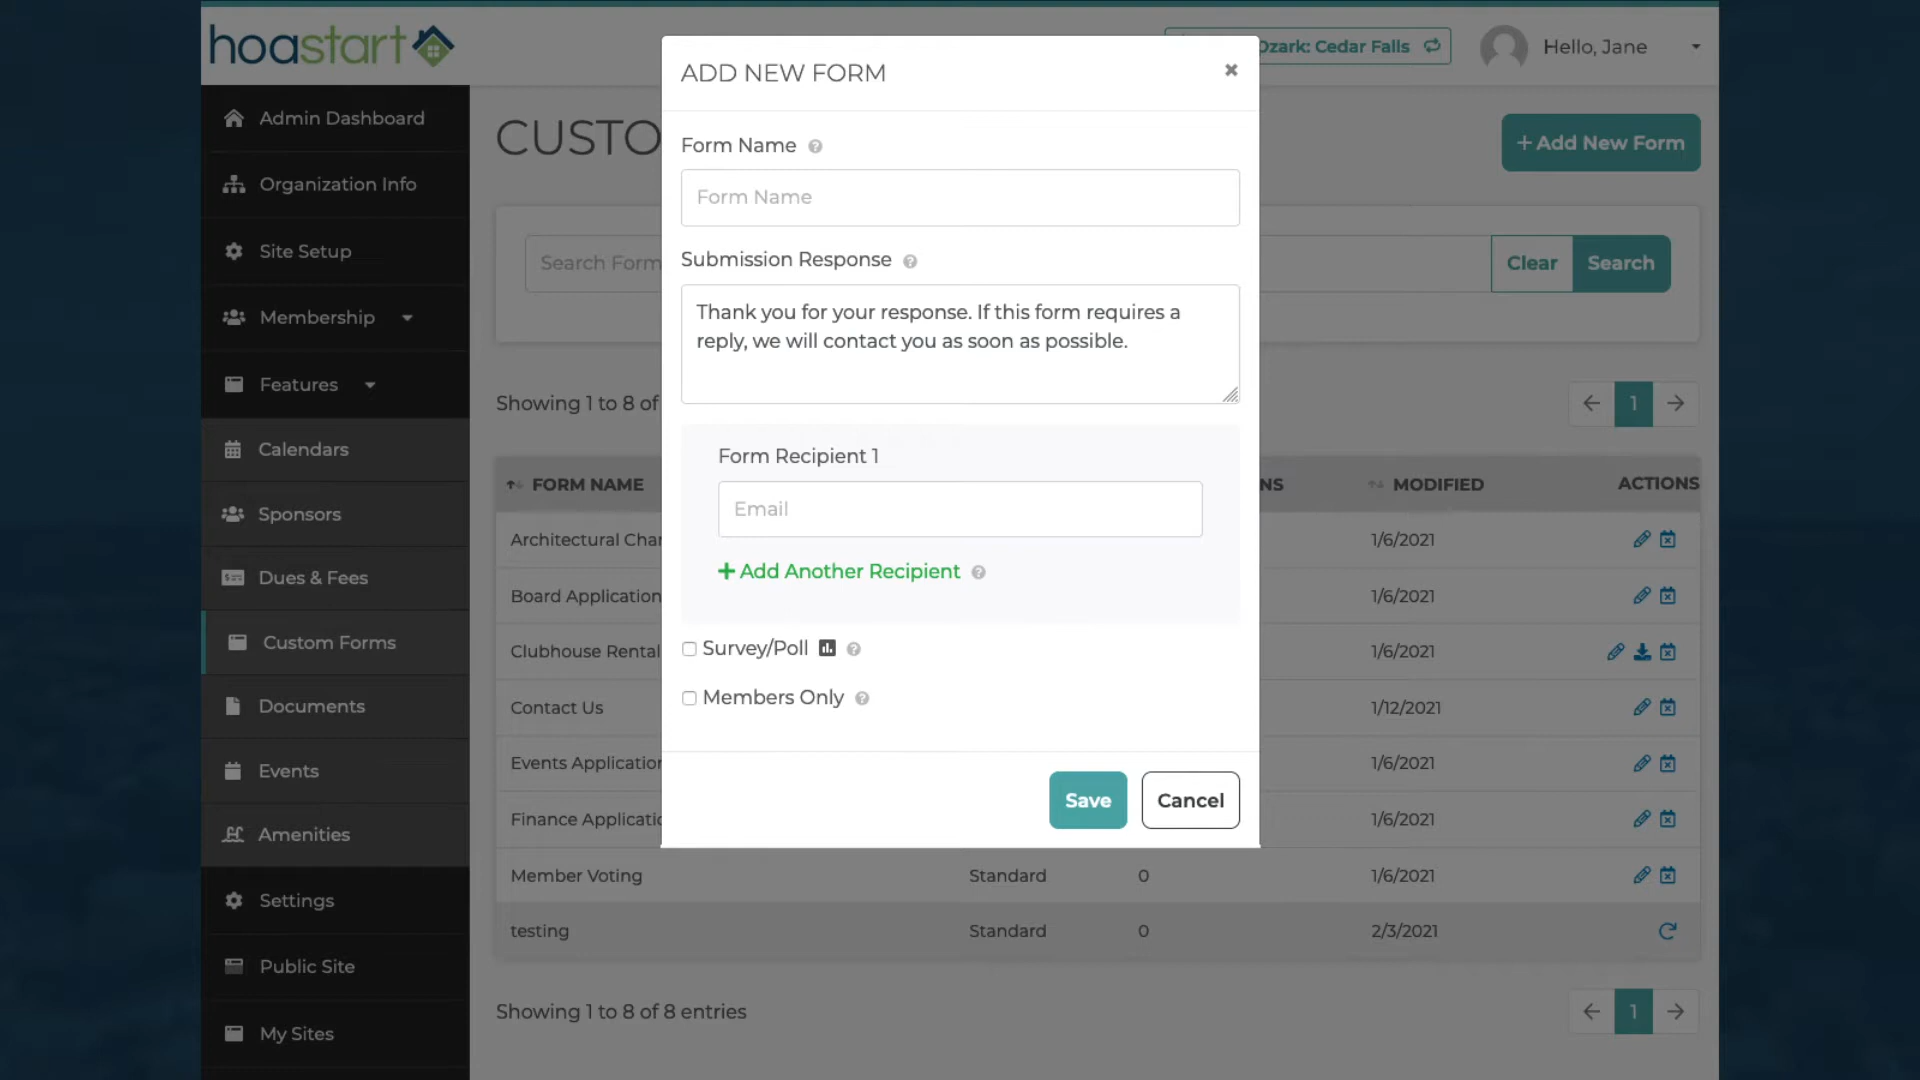 hoastart
Ozark: Cedar Falls
Hello, Jane
Admin Dashboard
Organization Info
Site Setup
Membership
Features
Calendars
Sponsors
Dues & Fees
Custom Forms
Documents
Events
Amenities
Settings
Public Site
My Sites
CUSTO
+ Add New Form
Search Form
Clear
Search
Showing 1 to 8 of
1
FORM NAME
NS
MODIFIED
ACTIONS
Architectural Char
1/6/2021
Board Application
1/6/2021
Clubhouse Rental
1/6/2021
Contact Us
1/12/2021
Events Application
1/6/2021
Finance Applicatio
1/6/2021
Member Voting
Standard
0
1/6/2021
testing
Standard
0
2/3/2021
Showing 1 to 8 of 8 entries
1
ADD NEW FORM
Form Name
Form Name
Submission Response
Thank you for your response. If this form requires a
reply, we will contact you as soon as possible.
Form Recipient 1
Email
+ Add Another Recipient
Survey/Poll
Members Only
Save
Cancel